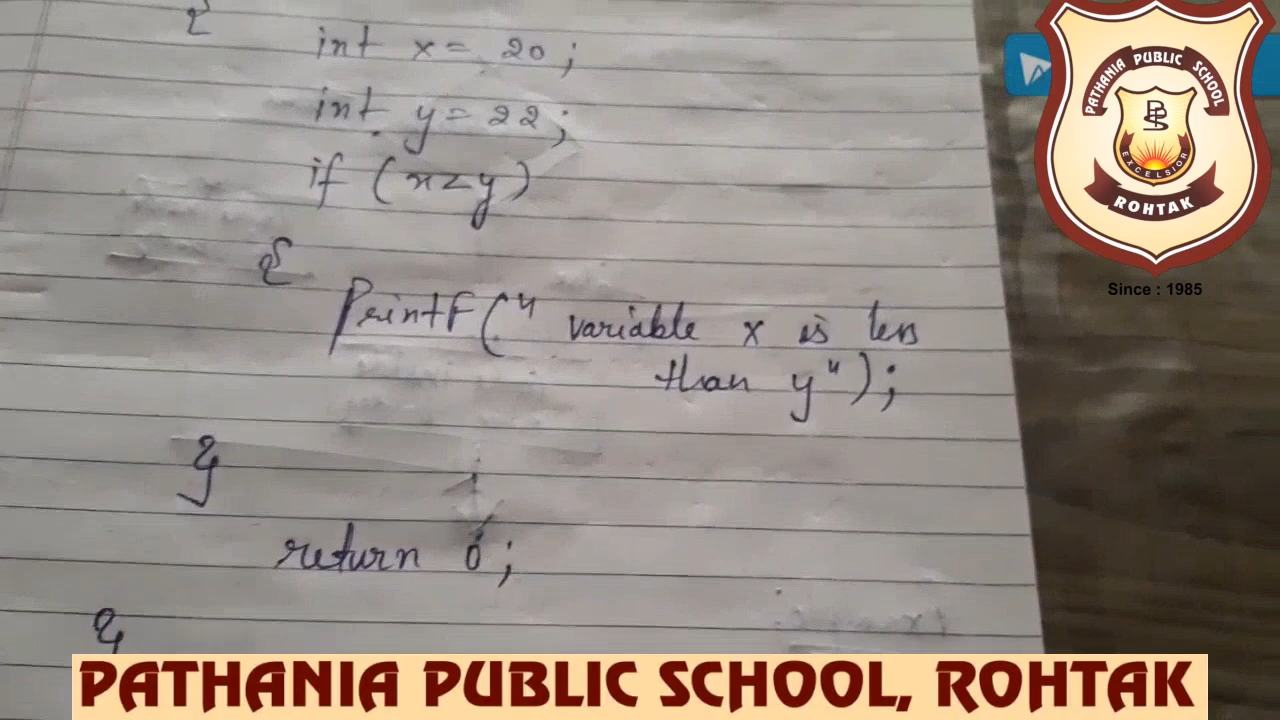 {
int x = 20;
int y = 22;
if (x<y)
{
Printf(" variable x is less
than y");
}
return 0;
}
PATHANIA PUBLIC SCHOOL
PBS
EXCELSIOR
ROHTAK
Since : 1985
PATHANIA PUBLIC SCHOOL, ROHTAK